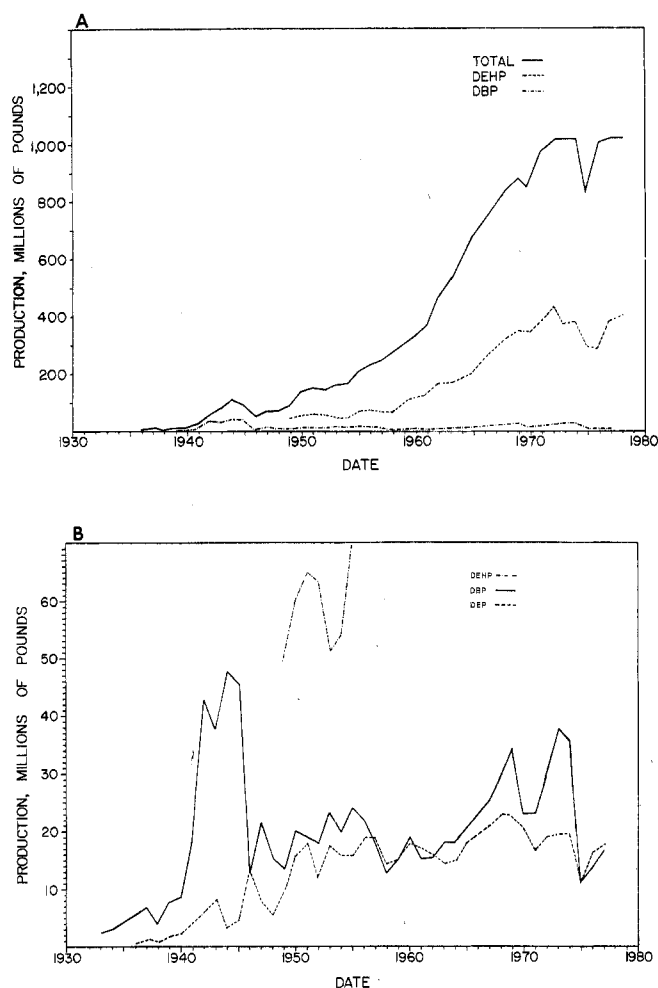 A
TOTAL
DEHP
DBP
1,200
1,000
800
600
400
200
PRODUCTION, MILLIONS OF POUNDS
1930 1940 1950 1960 1970 1980
DATE
B
DEHP
DBP
DEP
60
50
40
30
20
10
PRODUCTION, MILLIONS OF POUNDS
1930 1940 1950 1960 1970 1980
DATE